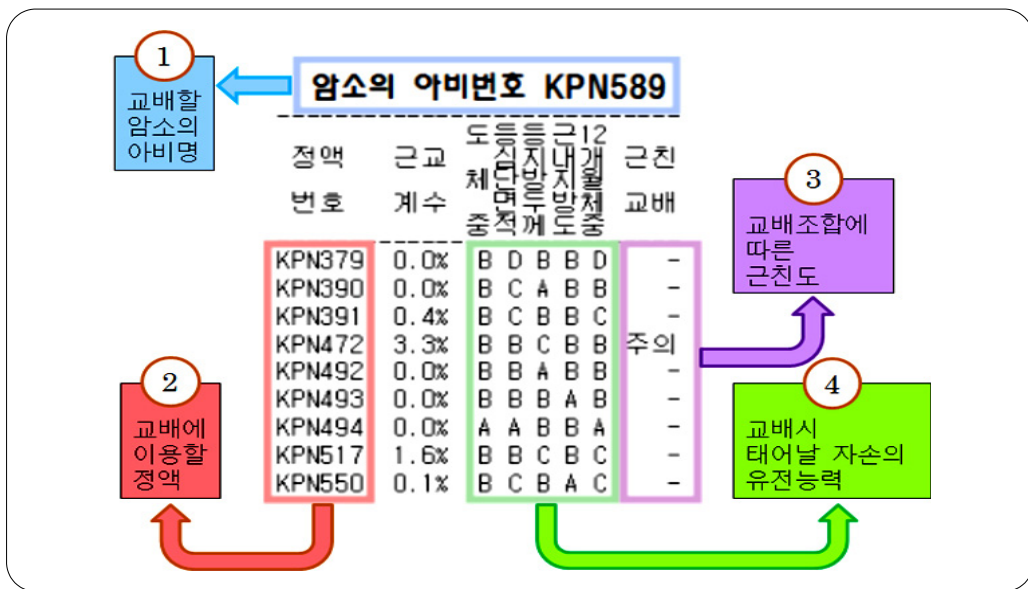 1
교배할
암소의
아비명
암소의 아비번호 KPN589
정액
번호
근교
계수
도체중
등심단면적
등지방두께
근내지방도
12개월체중
근친
교배
KPN379 0.0% B D B B D -
KPN390 0.0% B C A B B -
KPN391 0.4% B C B B C -
KPN472 3.3% B B C B B 주의
KPN492 0.0% B B A B B -
KPN493 0.0% B B B A B -
KPN494 0.0% A A B B A -
KPN517 1.6% B B C B C -
KPN550 0.1% B C B A C -
2
교배에
이용할
정액
3
교배조합에
따른
근친도
4
교배시
태어날 자손의
유전능력